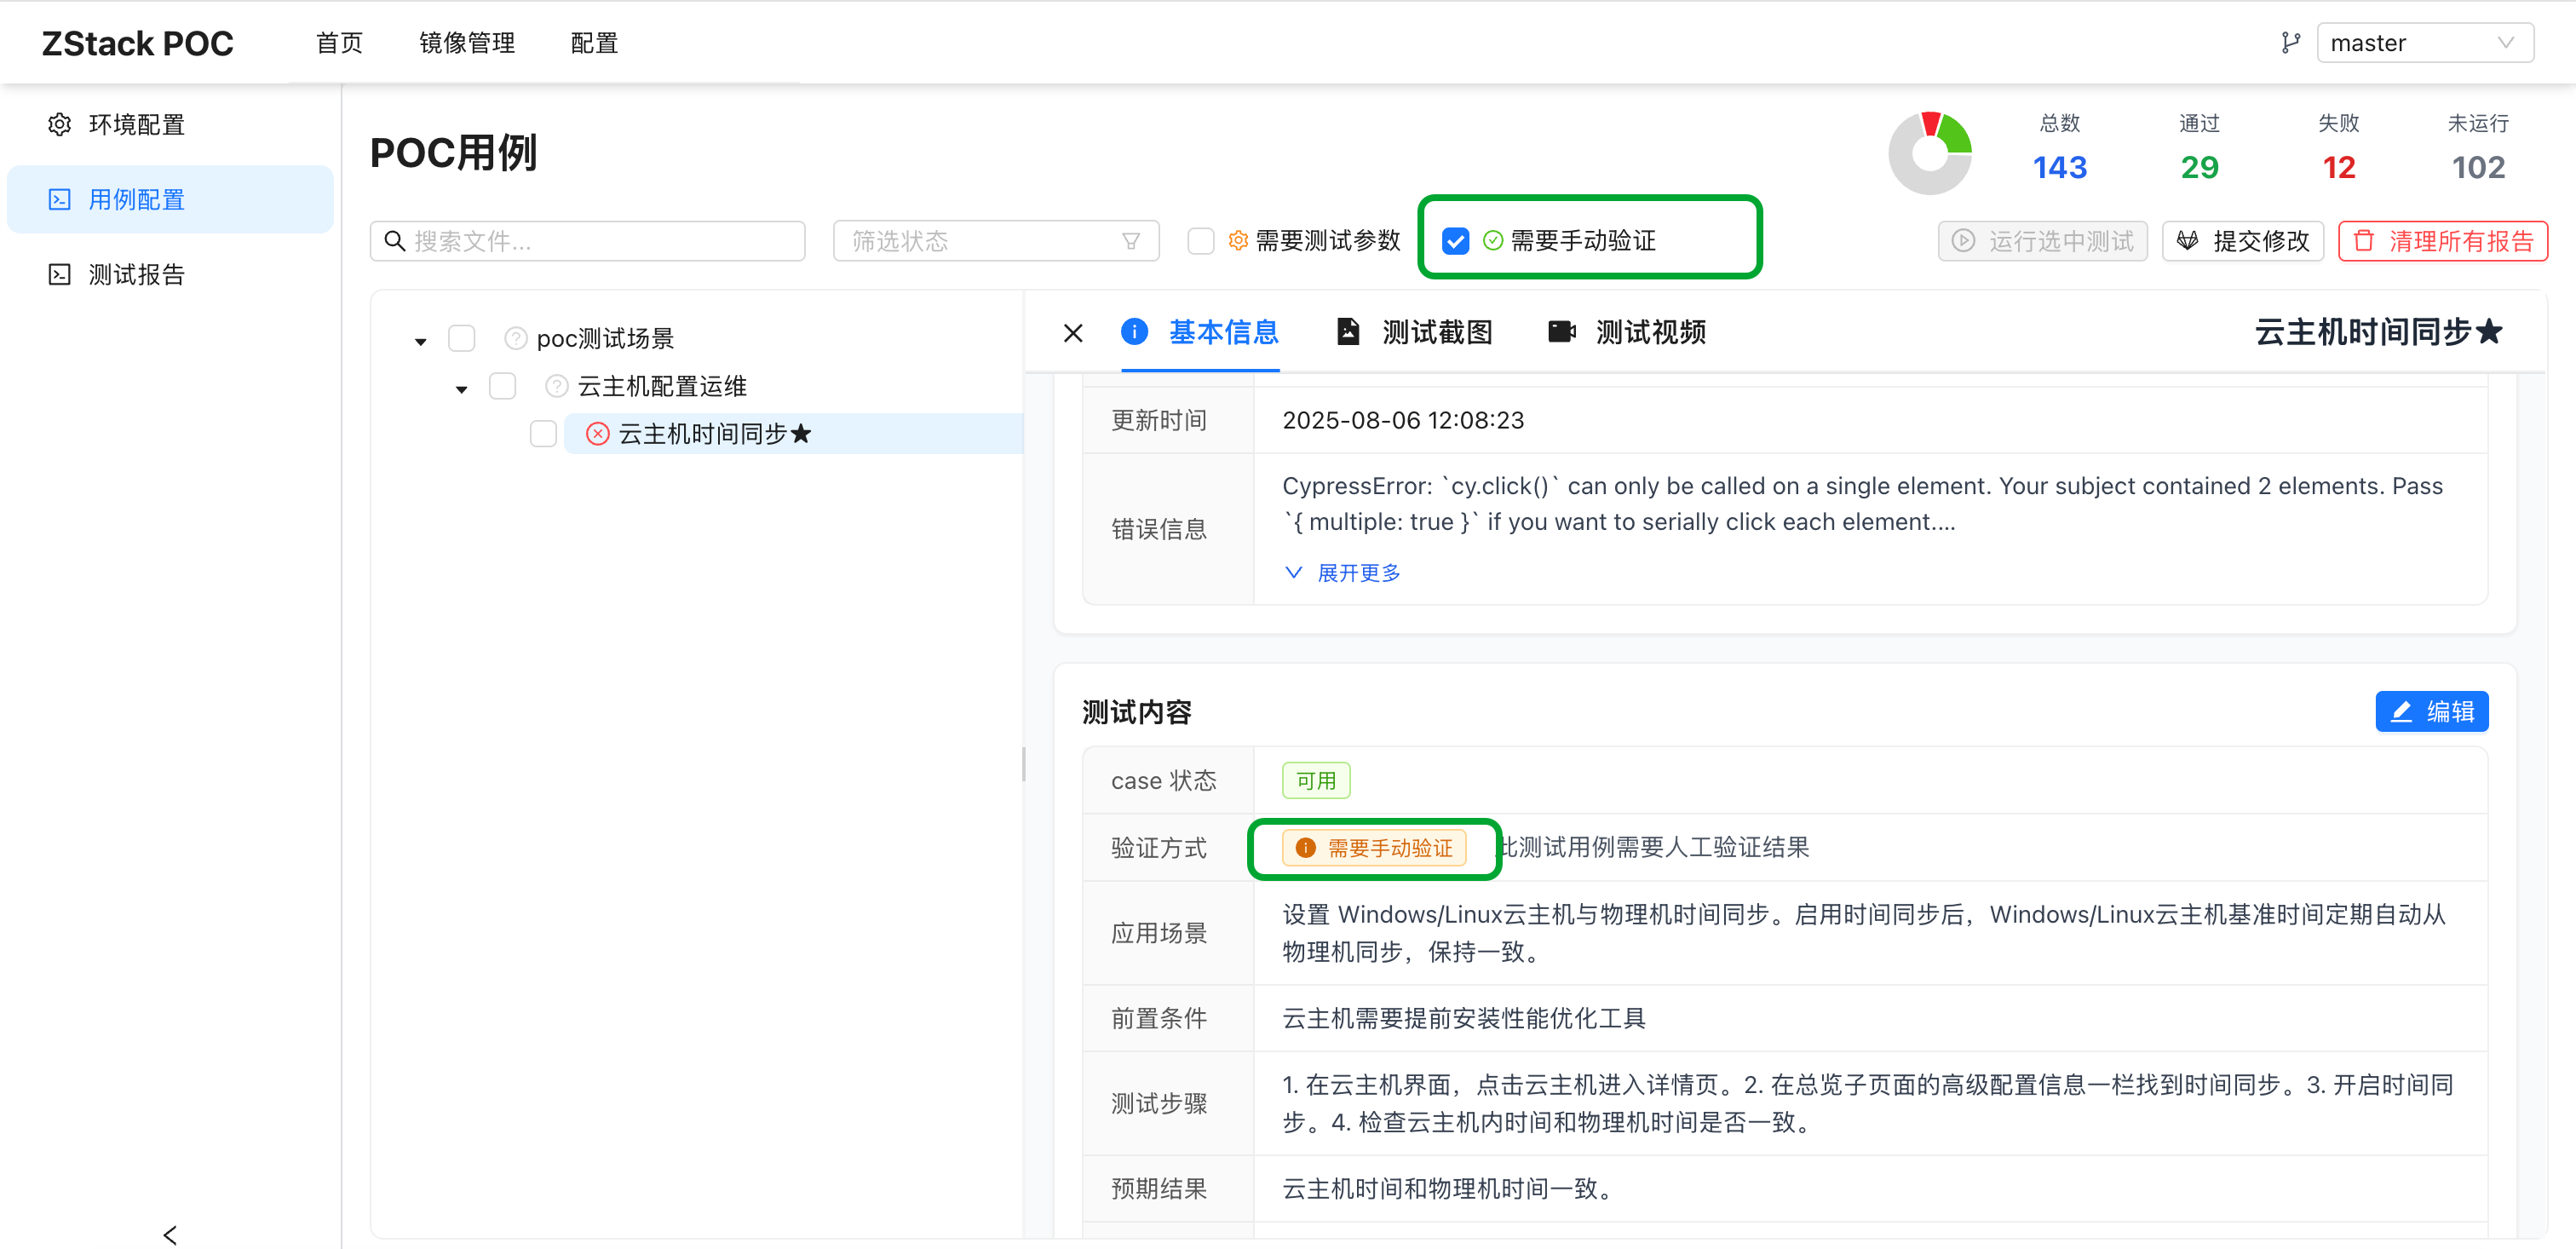 ZStack POC
首页
镜像管理
配置
master
环境配置
用例配置
测试报告
POC用例
总数
143
通过
29
失败
12
未运行
102
搜索文件...
筛选状态
需要测试参数
需要手动验证
运行选中测试
提交修改
清理所有报告
poc测试场景
云主机配置运维
云主机时间同步★
基本信息
测试截图
测试视频
云主机时间同步★
更新时间
2025-08-06 12:08:23
错误信息
CypressError: `cy.click()` can only be called on a single element. Your subject contained 2 elements. Pass
`{ multiple: true }` if you want to serially click each element....
展开更多
测试内容
编辑
case 状态
可用
验证方式
需要手动验证
此测试用例需要人工验证结果
应用场景
设置 Windows/Linux云主机与物理机时间同步。启用时间同步后，Windows/Linux云主机基准时间定期自动从
物理机同步，保持一致。
前置条件
云主机需要提前安装性能优化工具
测试步骤
1. 在云主机界面，点击云主机进入详情页。2. 在总览子页面的高级配置信息一栏找到时间同步。3. 开启时间同
步。4. 检查云主机内时间和物理机时间是否一致。
预期结果
云主机时间和物理机时间一致。